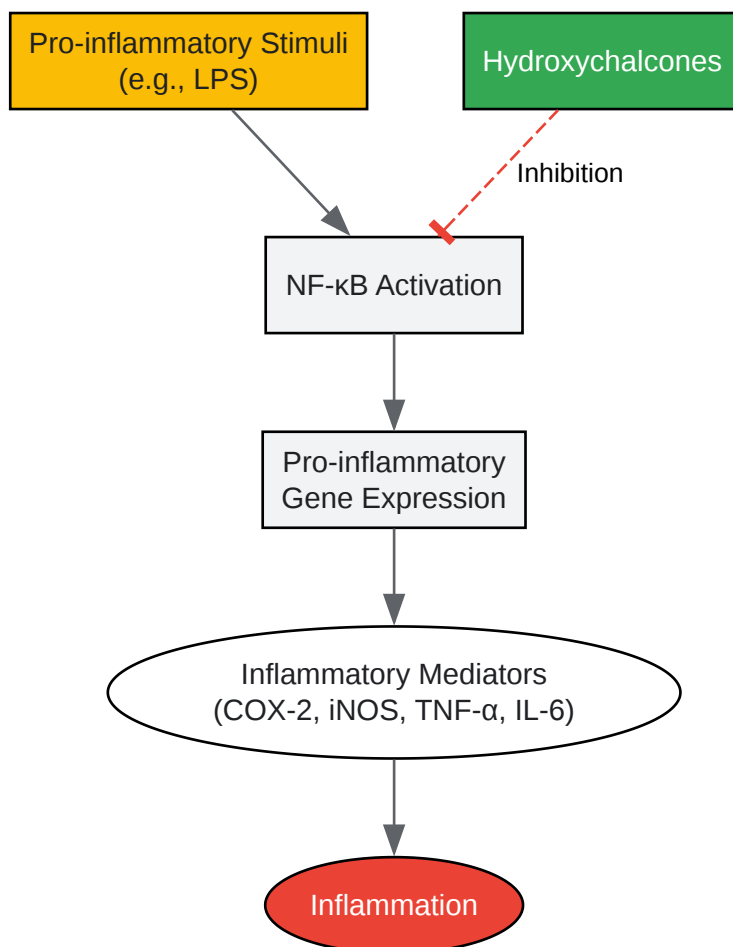 Pro-inflammatory Stimuli
(e.g., LPS)
Hydroxychalcones
Inhibition
NF-κB Activation
Pro-inflammatory
Gene Expression
Inflammatory Mediators
(COX-2, iNOS, TNF-α, IL-6)
Inflammation